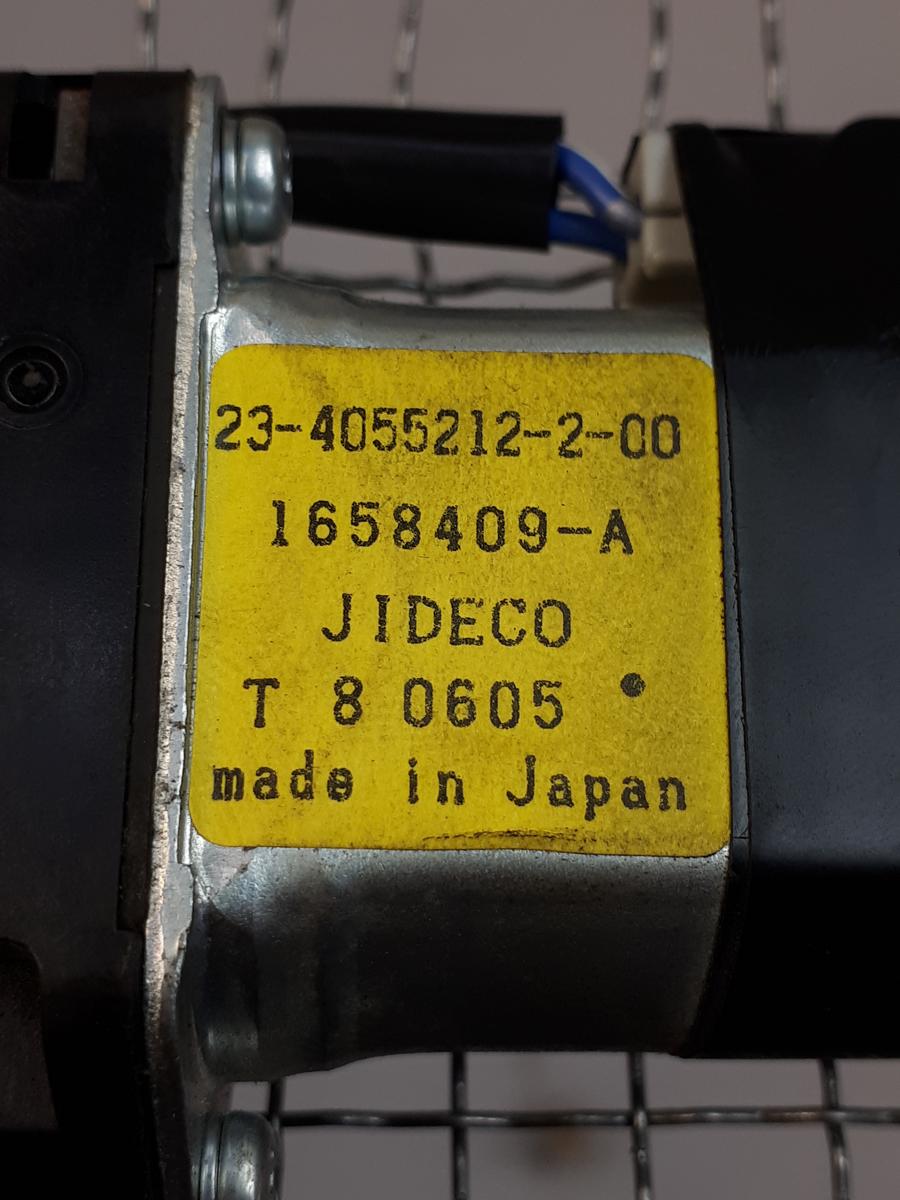 23-4055212-2-00
1658409-A
JIDECO
T 8 0605 •
made in Japan